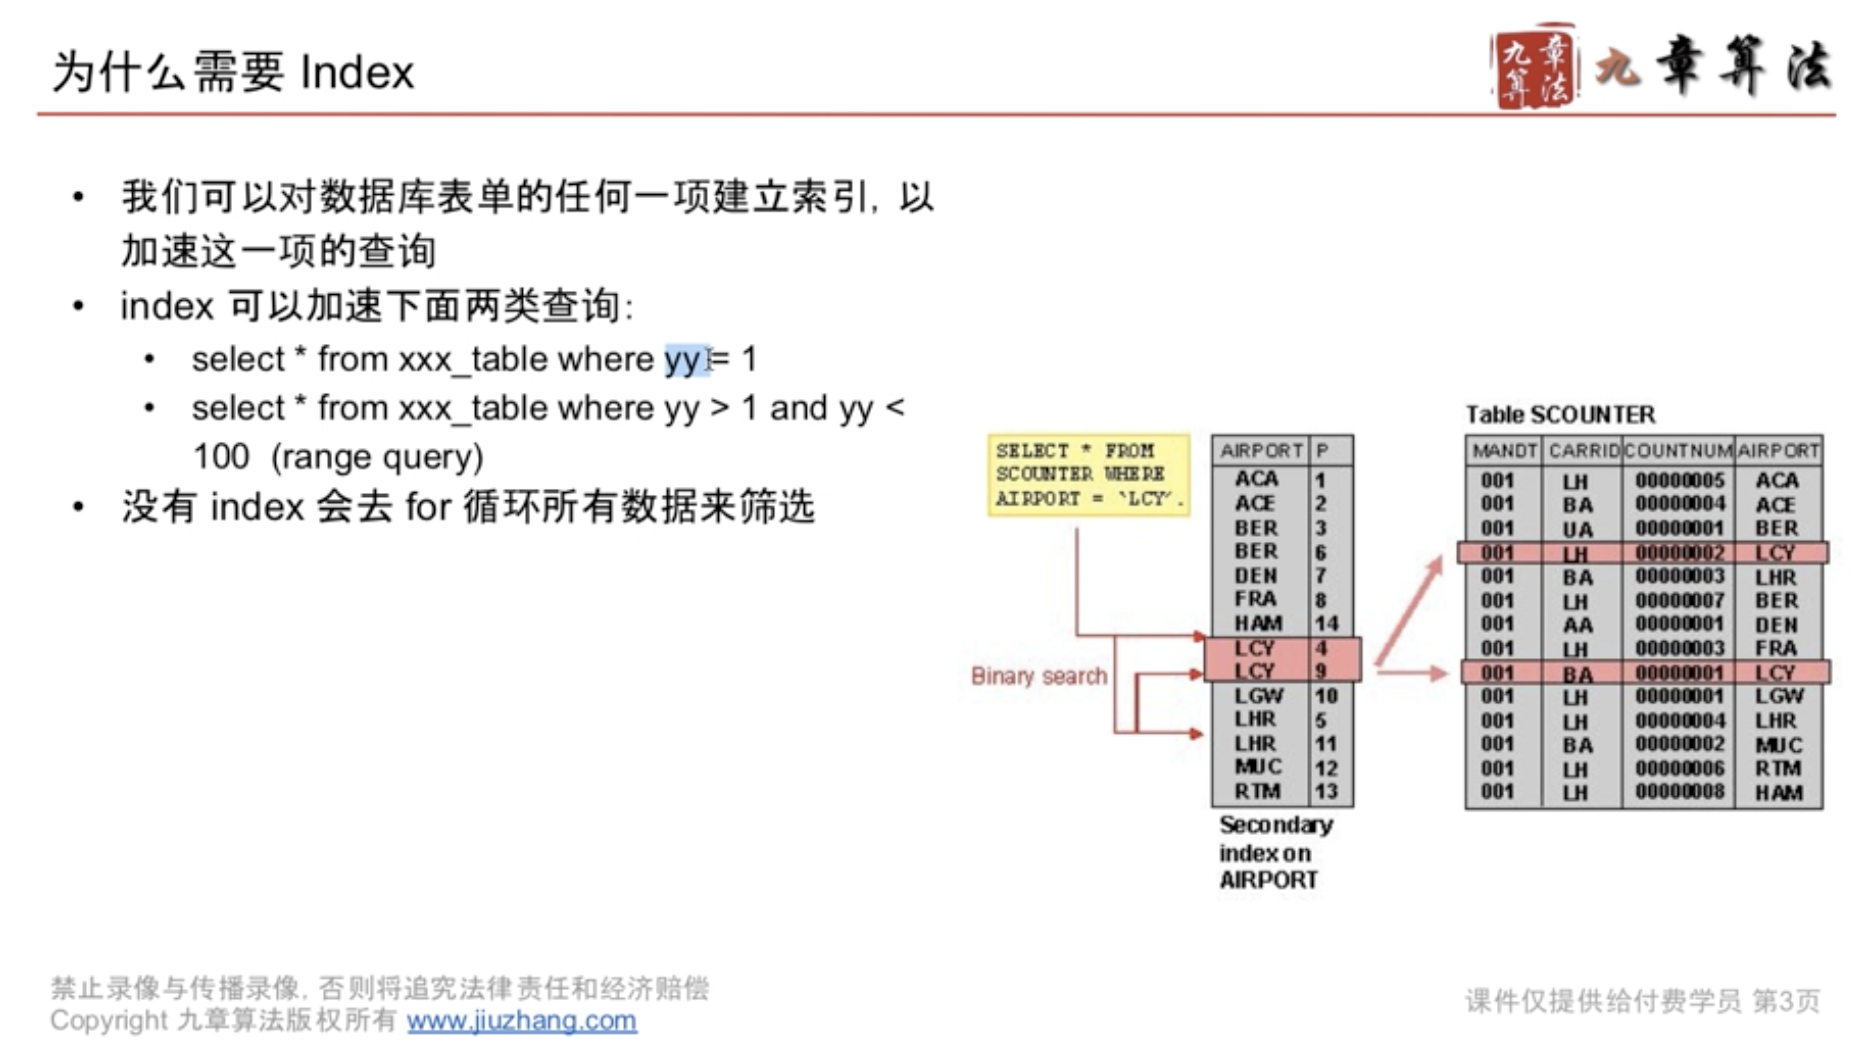 为什么需要 Index
九章算法
九章算法
• 我们可以对数据库表单的任何一项建立索引, 以
加速这一项的查询
• index 可以加速下面两类查询:
• select * from xxx_table where yy = 1
• select * from xxx_table where yy > 1 and yy <
100 (range query)
• 没有 index 会去 for 循环所有数据来筛选
SELECT * FROM
SCOUNTER WHERE
AIRPORT = `LCY´.
Binary search
AIRPORT P
ACA 1
ACE 2
BER 3
BER 6
DEN 7
FRA 8
HAM 14
LCY 4
LCY 9
LGW 10
LHR 5
LHR 11
MUC 12
RTM 13
Secondary
index on
AIRPORT
Table SCOUNTER
MANDT CARRID COUNTNUM AIRPORT
001 LH 00000005 ACA
001 BA 00000004 ACE
001 UA 00000001 BER
001 LH 00000002 LCY
001 BA 00000003 LHR
001 LH 00000007 BER
001 AA 00000001 DEN
001 LH 00000003 FRA
001 BA 00000001 LCY
001 LH 00000001 LGW
001 LH 00000004 LHR
001 BA 00000002 MUC
001 LH 00000006 RTM
001 LH 00000008 HAM
禁止录像与传播录像, 否则将追究法律责任和经济赔偿
Copyright 九章算法版权所有 www.jiuzhang.com
课件仅提供给付费学员 第3页